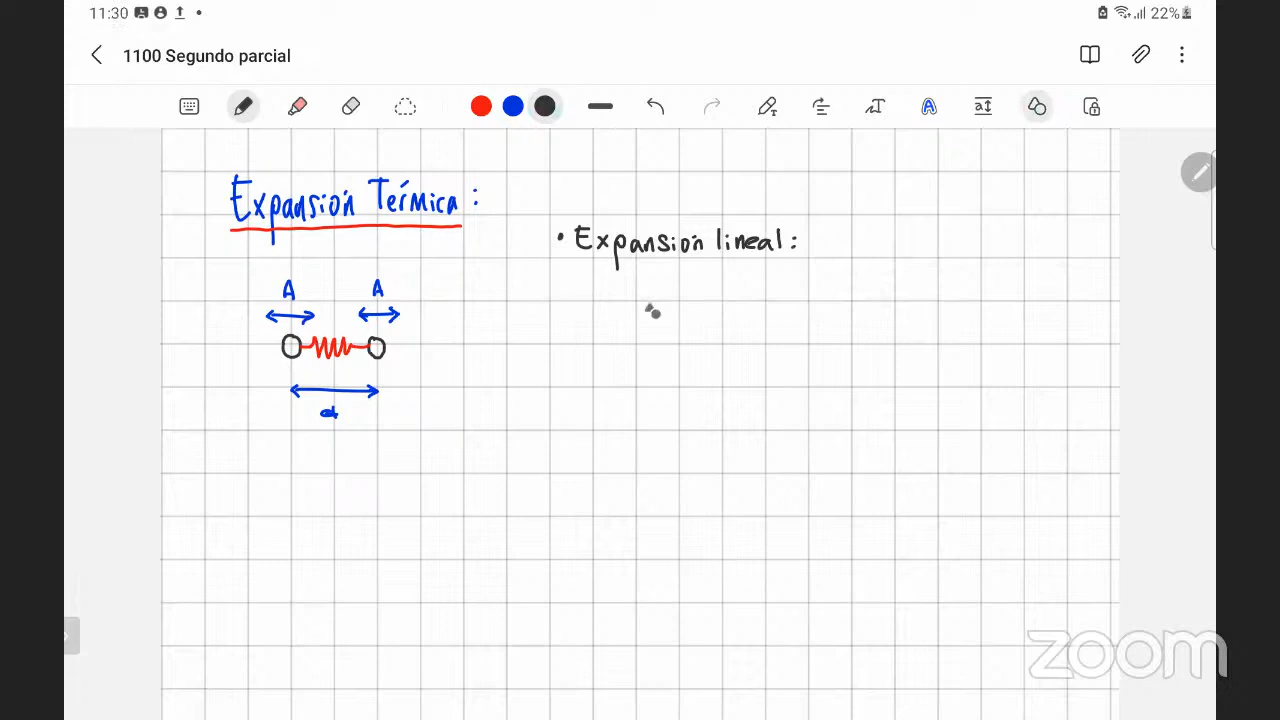 11:30
22%
1100 Segundo parcial
Expansión Térmica:
• Expansión lineal:
A A
d
zoom